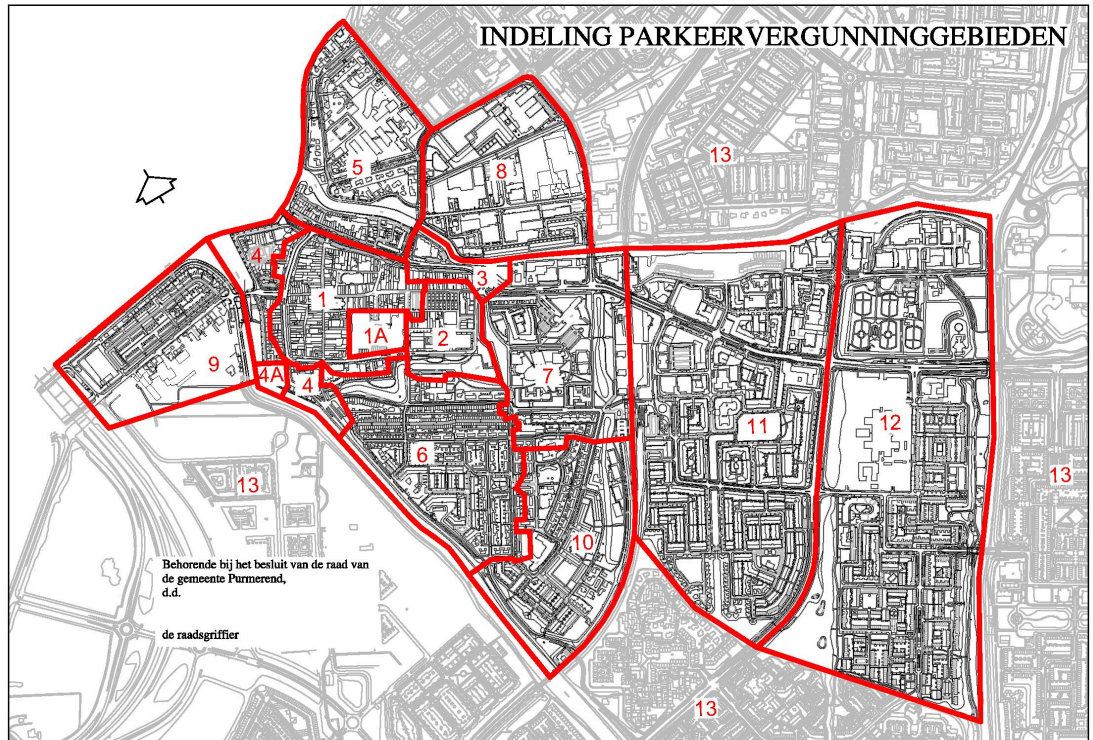 INDELING PARKEERVERGUNNINGGEBIEDEN
13
5
8
4
3
1
1A
2
9
4A
4
7
6
11
12
13
13
10
Behorende bij het besluit van de raad van
de gemeente Purmerend,
d.d.
de raadsgriffier
13